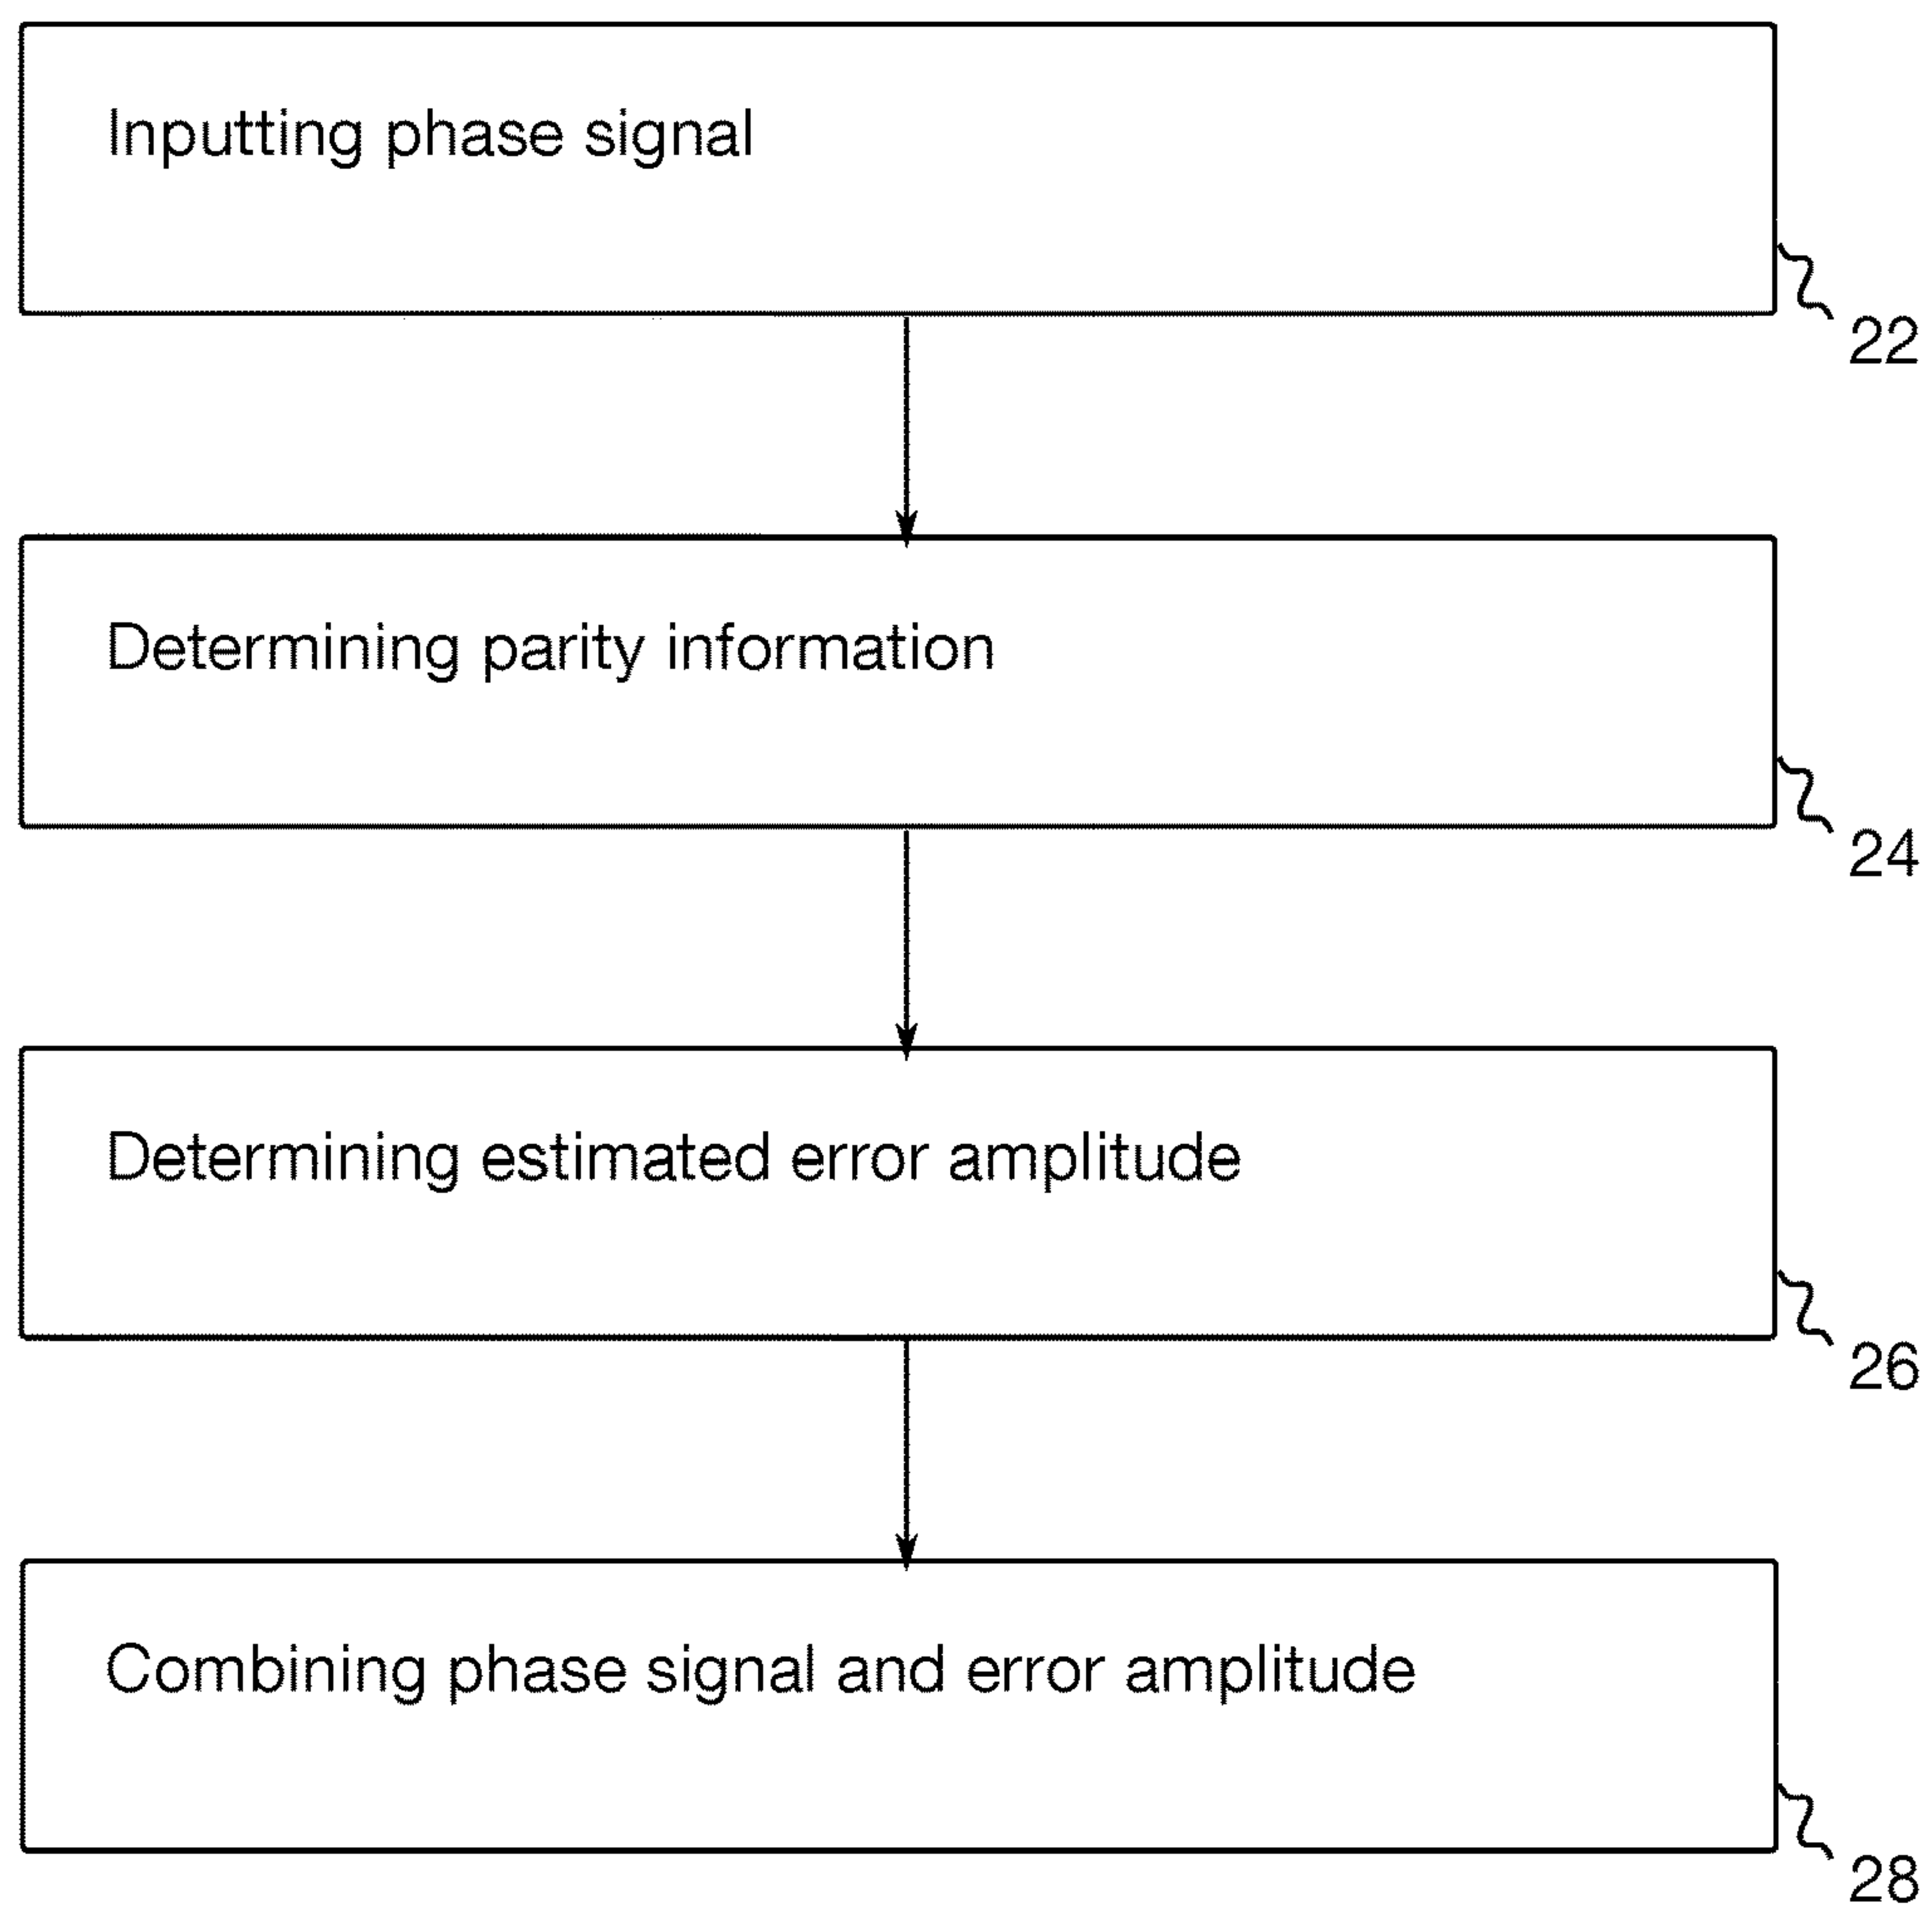 Inputting phase signal
22
Determining parity information
24
Determining estimated error amplitude
26
Combining phase signal and error amplitude
28